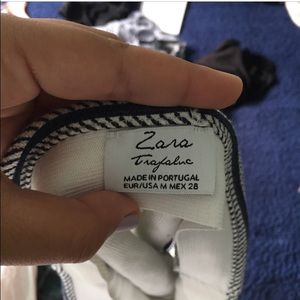 Zara
Trafaluc
MADE IN PORTUGAL
EUR/USA M MEX 28